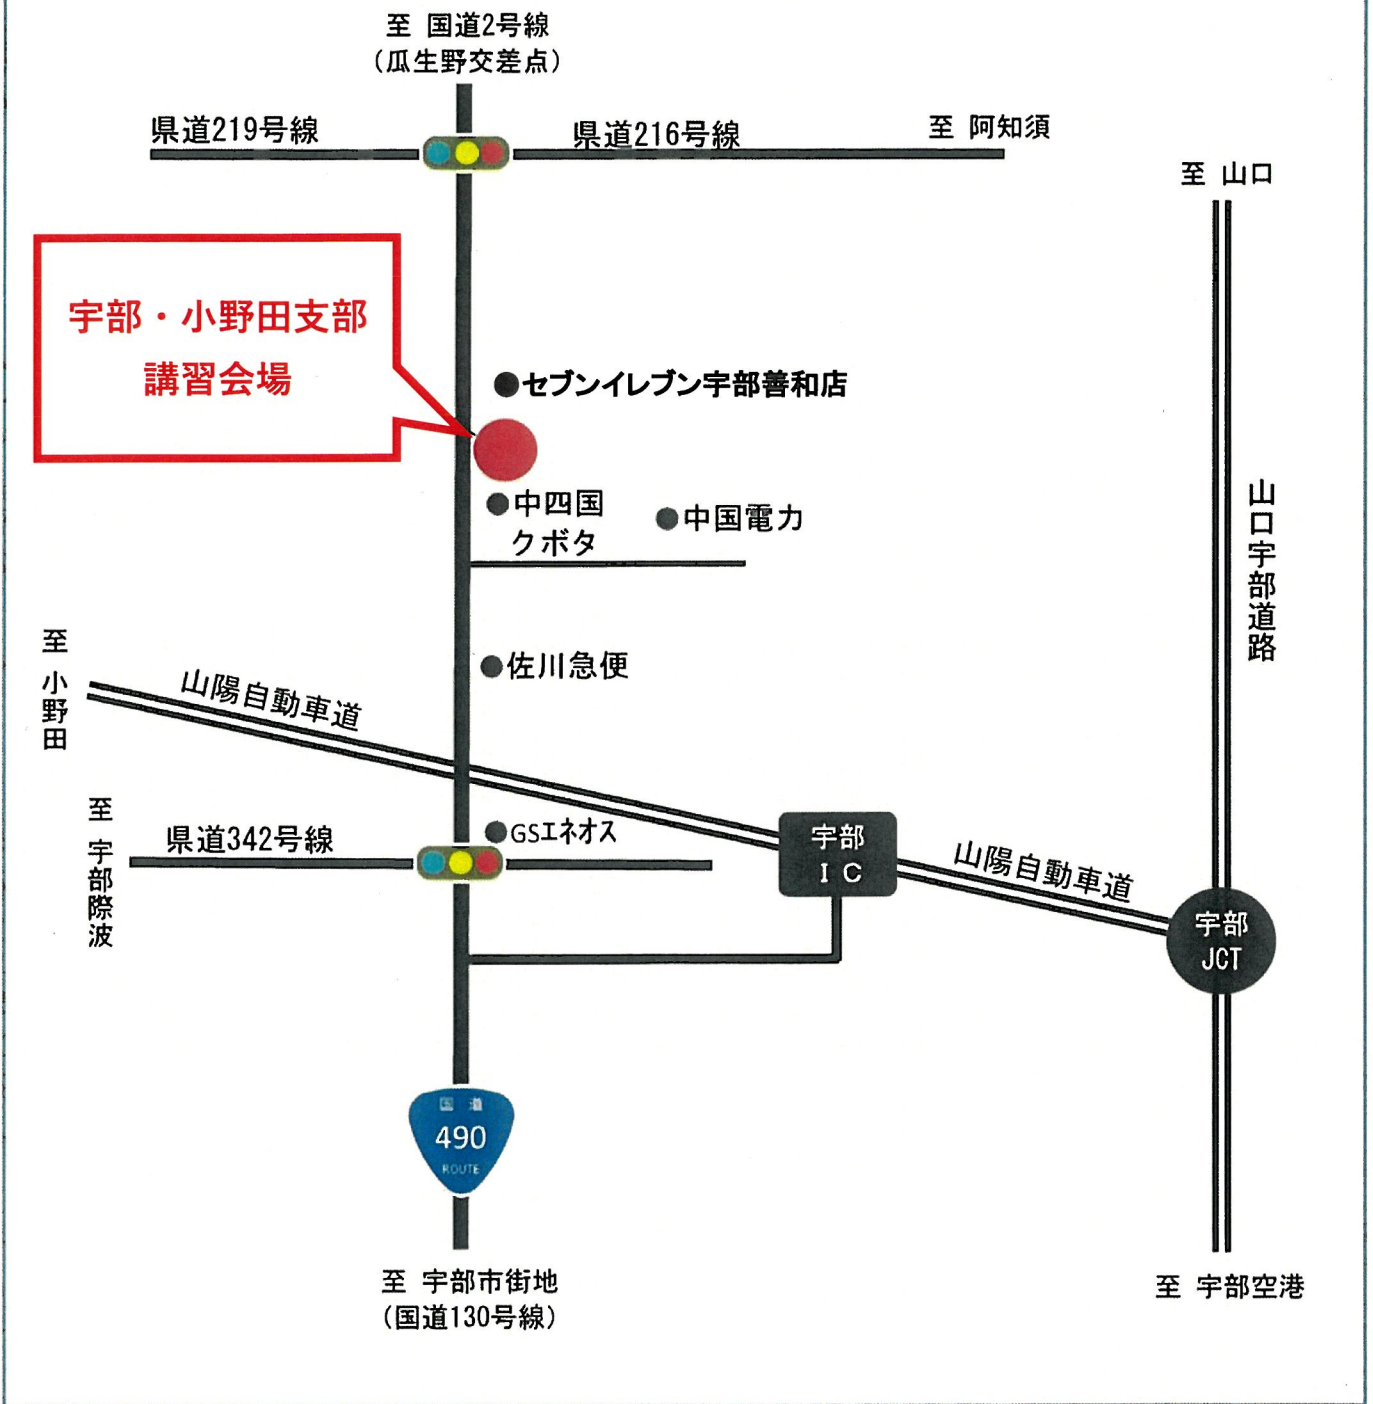 至 国道2号線
（瓜生野交差点）
県道219号線
県道216号線
至 阿知須
至 山口
宇部・小野田支部
講習会場
●セブンイレブン宇部善和店
●中四国
クボタ
●中国電力
山口宇部道路
至 小野田
●佐川急便
山陽自動車道
至 宇部際波
県道342号線
●GSエネオス
宇部
ＩＣ
山陽自動車道
宇部
JCT
国 道
490
ROUTE
至 宇部市街地
（国道130号線）
至 宇部空港